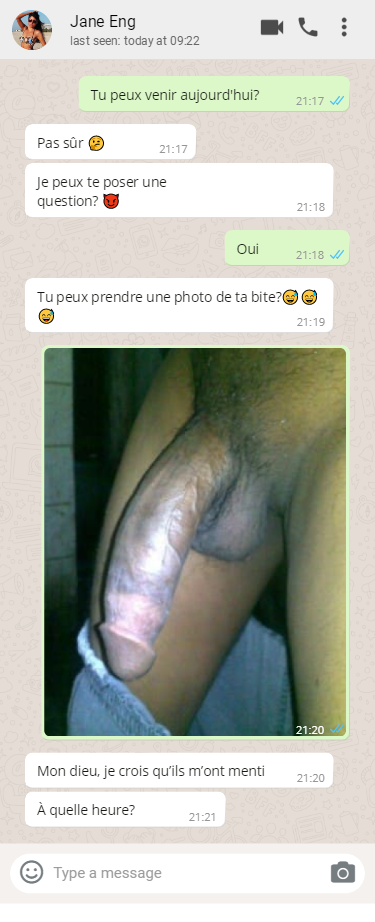 Jane Eng
last seen: today at 09:22
Tu peux venir aujourd'hui?
21:17
Pas sûr 🤔
21:17
Je peux te poser une
question? 😈
21:18
Oui
21:18
Tu peux prendre une photo de ta bite?😅😅
😅
21:19
21:20
Mon dieu, je crois qu'ils m'ont menti
21:20
À quelle heure?
21:21
Type a message